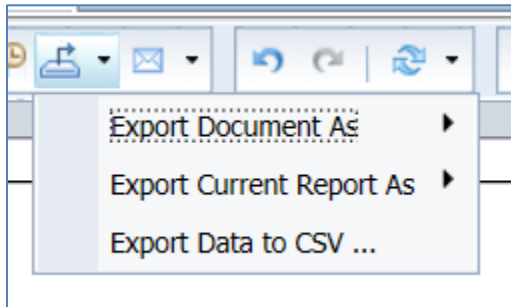 Export Document As
Export Current Report As
Export Data to CSV ...